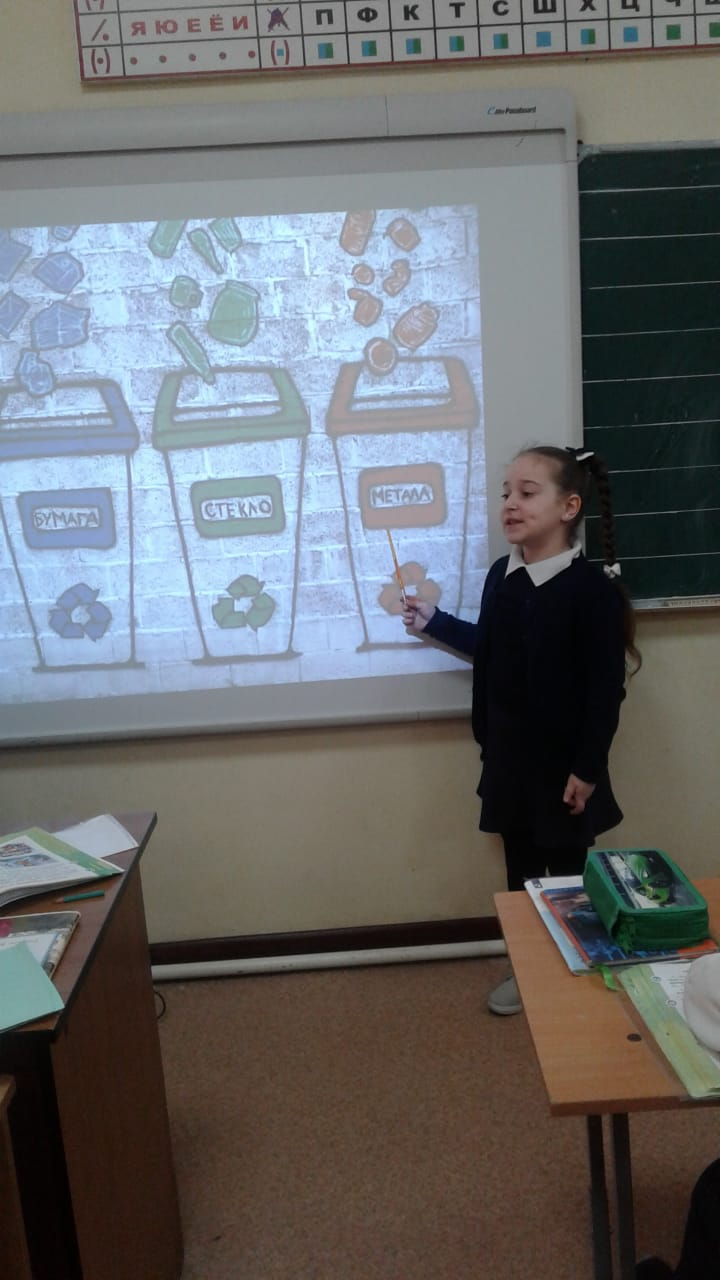 Я Ю Е Ё И П Ф К Т С Ш Х Ц Ч
БУМАГА
СТЕКЛО
МЕТАЛЛ